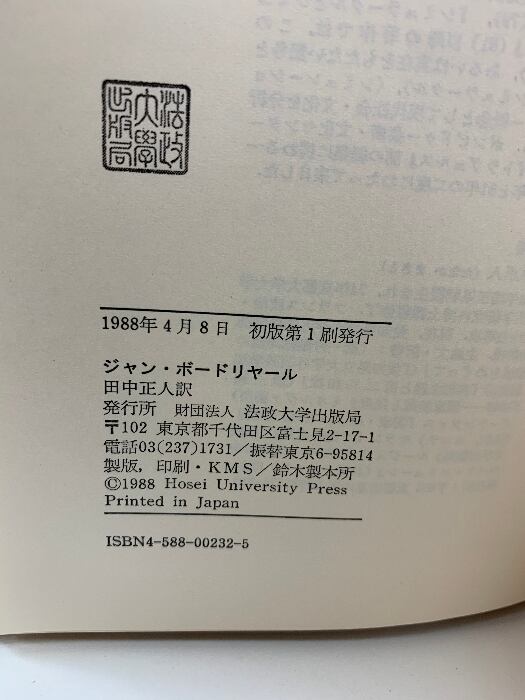 法政
大學
出版局
1988年4月8日 初版第1刷発行
ジャン・ボードリヤール
田中正人訳
発行所 財団法人 法政大学出版局
〒102 東京都千代田区富士見2-17-1
電話03(237)1731/振替東京6-95814
製版,印刷・KMS/鈴木製本所
©1988 Hosei University Press
Printed in Japan
ISBN4-588-00232-5